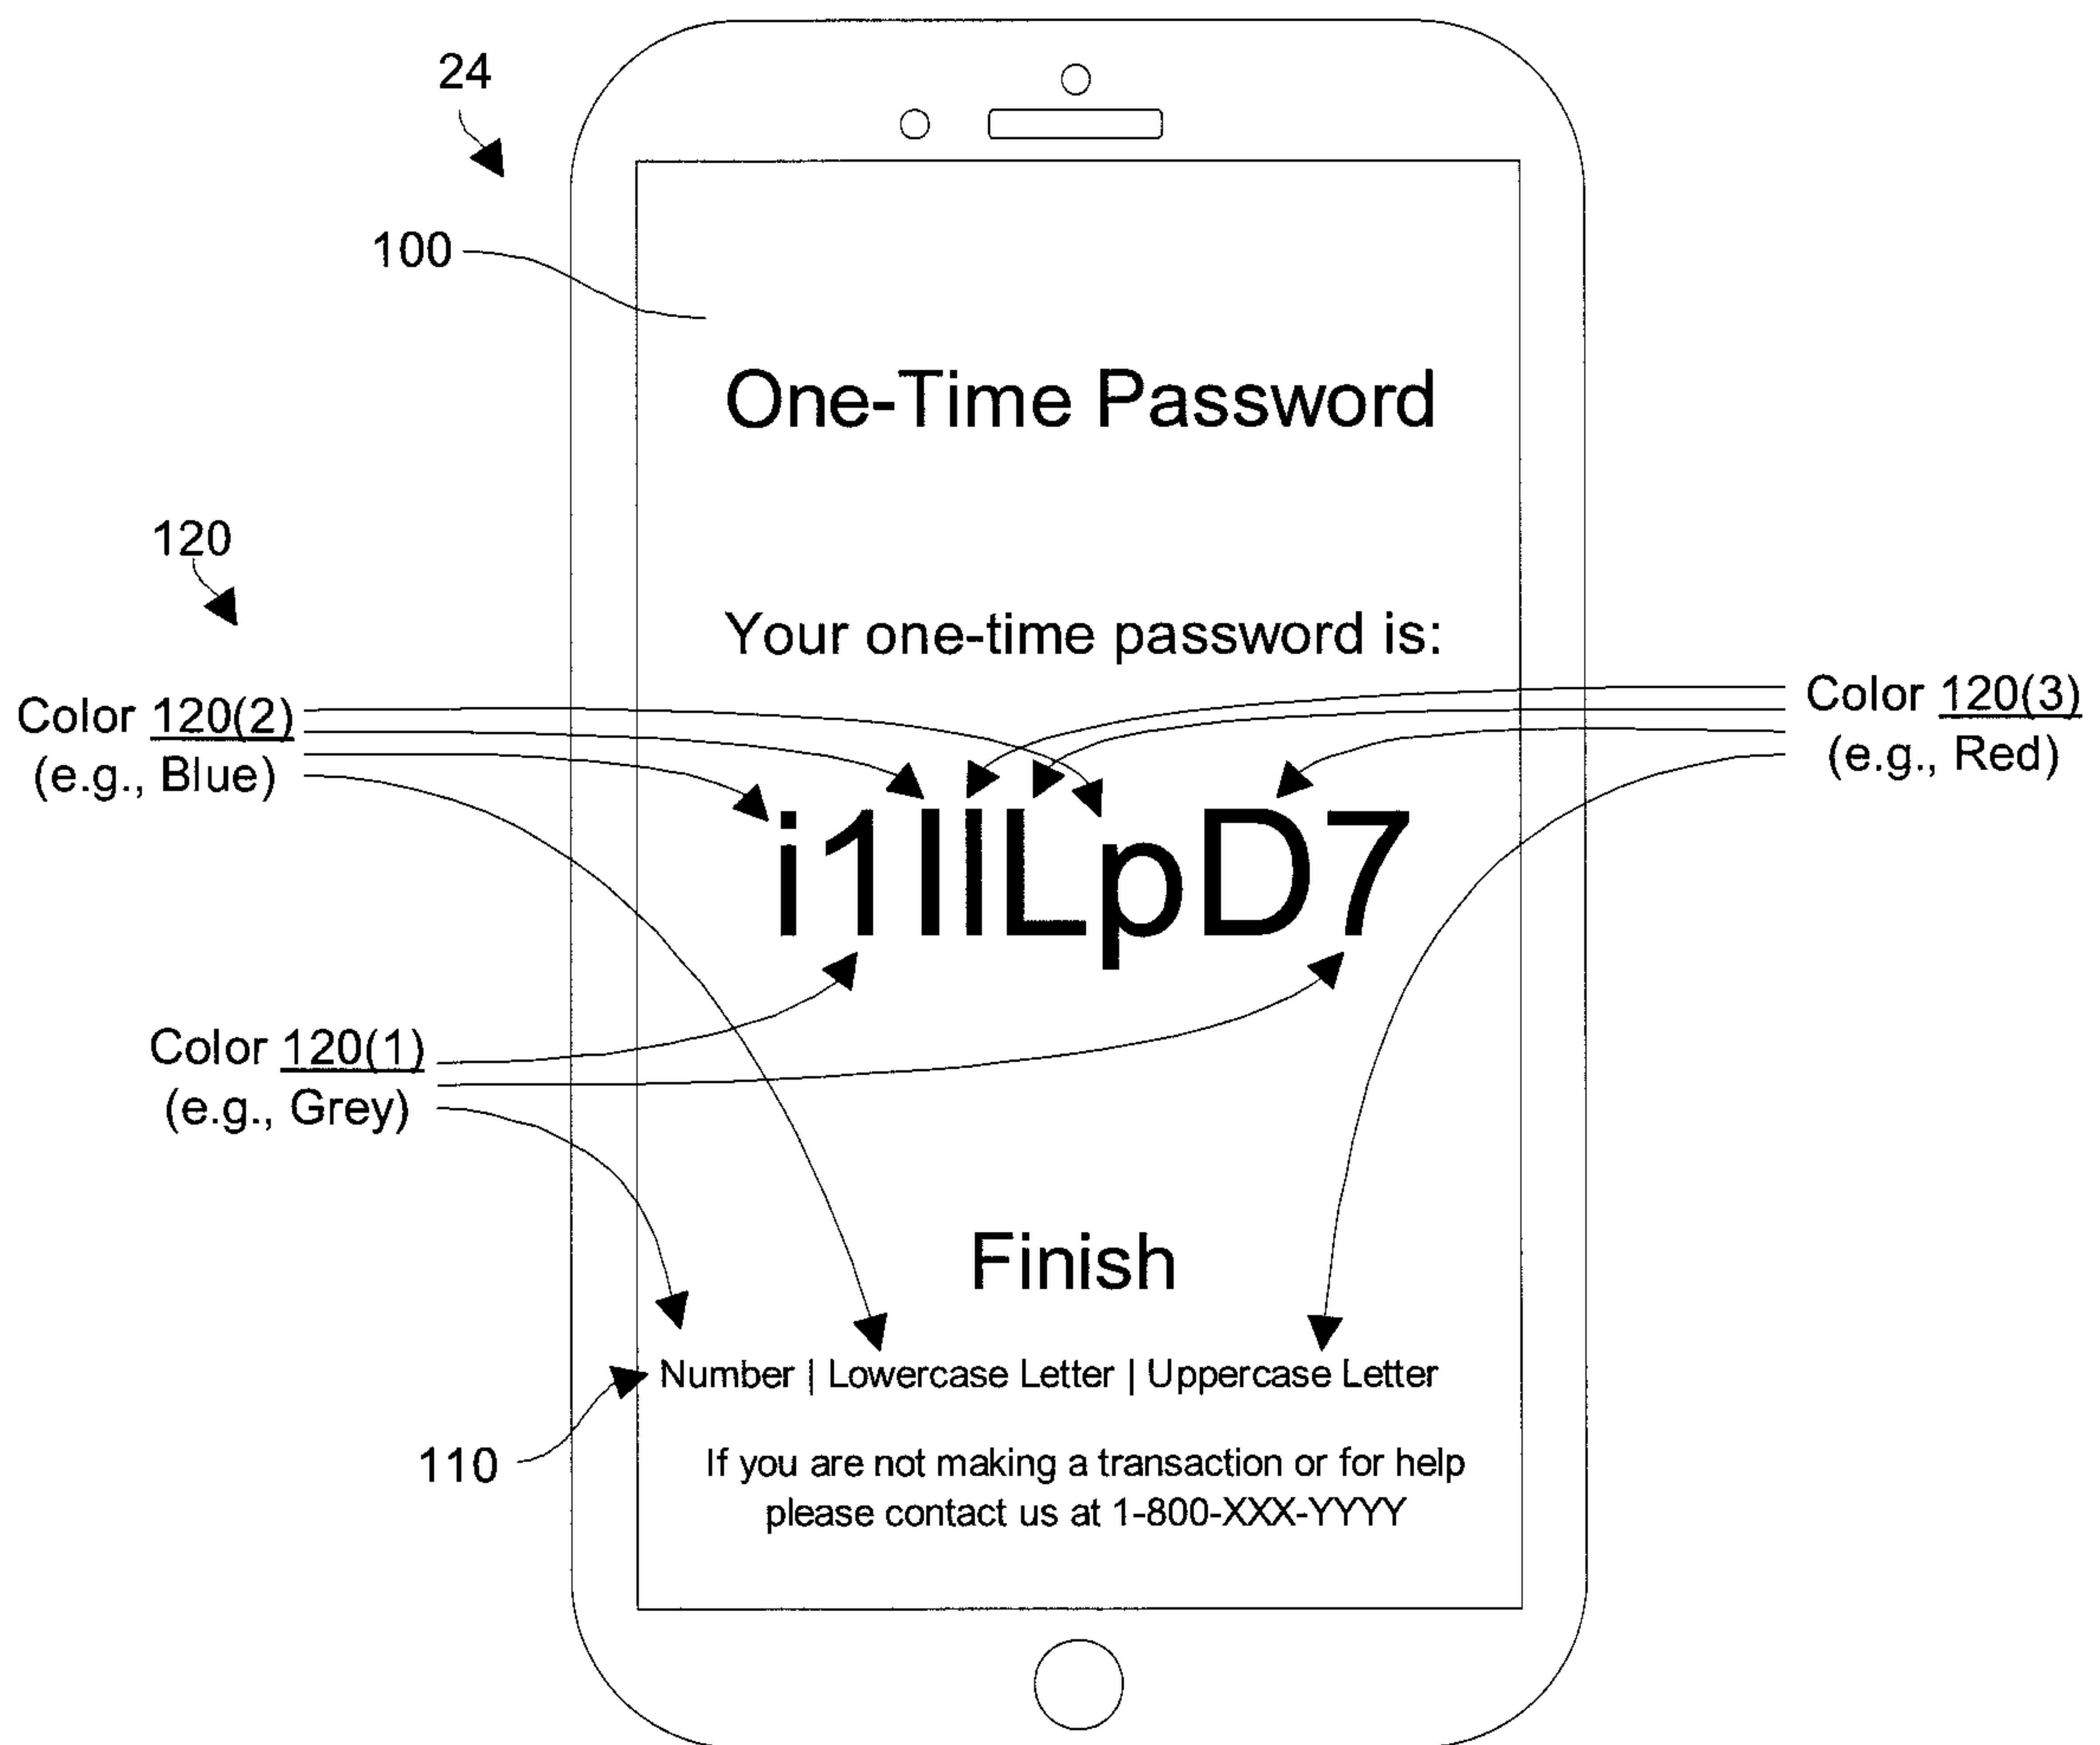 24
100
One-Time Password
120
Your one-time password is:
Color 120(2)
(e.g., Blue)
Color 120(3)
(e.g., Red)
i1lILpD7
Color 120(1)
(e.g., Grey)
Finish
Number | Lowercase Letter | Uppercase Letter
110
If you are not making a transaction or for help
please contact us at 1-800-XXX-YYYY